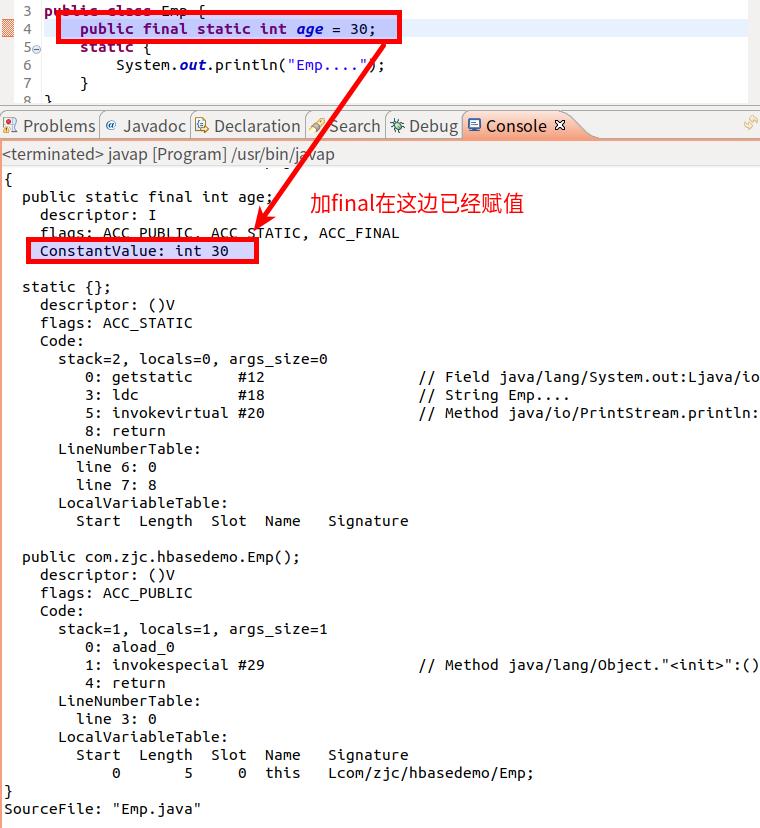 3 public class Emp {
4 public final static int age = 30;
5 static {
6 System.out.println("Emp....");
7 }
8 }
Problems @ Javadoc Declaration Search Debug Console
<terminated> javap [Program] /usr/bin/javap
{
public static final int age;
加final在这边已经赋值
descriptor: I
flags: ACC_PUBLIC, ACC_STATIC, ACC_FINAL
ConstantValue: int 30
static {};
descriptor: ()V
flags: ACC_STATIC
Code:
stack=2, locals=0, args_size=0
0: getstatic #12 // Field java/lang/System.out:Ljava/io
3: ldc #18 // String Emp....
5: invokevirtual #20 // Method java/io/PrintStream.println:
8: return
LineNumberTable:
line 6: 0
line 7: 8
LocalVariableTable:
Start Length Slot Name Signature
public com.zjc.hbasedemo.Emp();
descriptor: ()V
flags: ACC_PUBLIC
Code:
stack=1, locals=1, args_size=1
0: aload_0
1: invokespecial #29 // Method java/lang/Object."<init>":()
4: return
LineNumberTable:
line 3: 0
LocalVariableTable:
Start Length Slot Name Signature
0 5 0 this Lcom/zjc/hbasedemo/Emp;
}
SourceFile: "Emp.java"